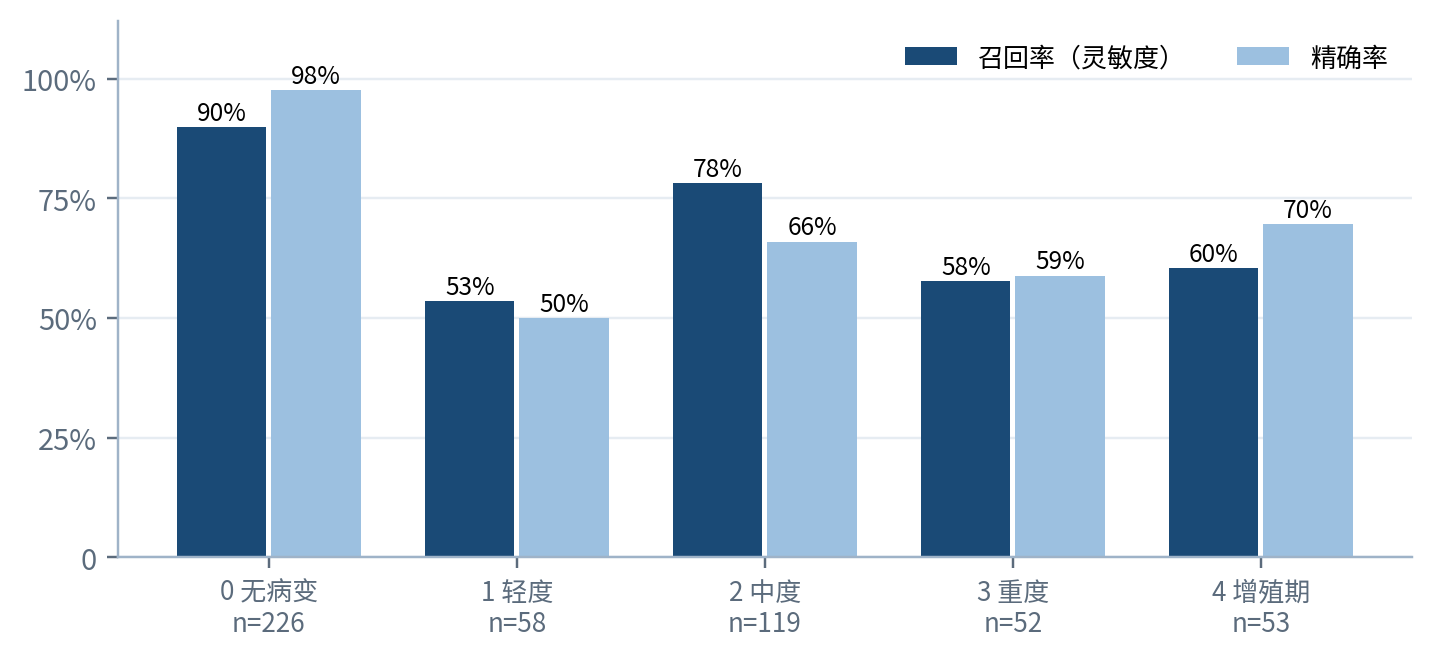 召回率（灵敏度） 精确率
100%
75%
50%
25%
0
90% 98%
53% 50%
78% 66%
58% 59%
60% 70%
0 无病变
n=226
1 轻度
n=58
2 中度
n=119
3 重度
n=52
4 增殖期
n=53